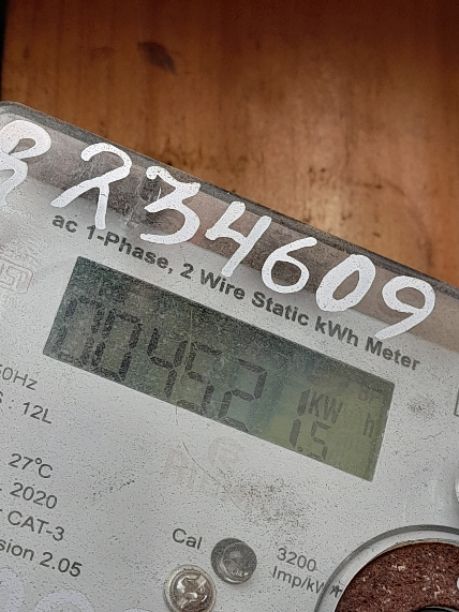 8234609
ac 1-Phase, 2 Wire Static kWh Meter
00452
KW
h
1.5
50Hz
: 12L
27°C
2020
CAT-3
sion 2.05
Cal
3200
Imp/kW